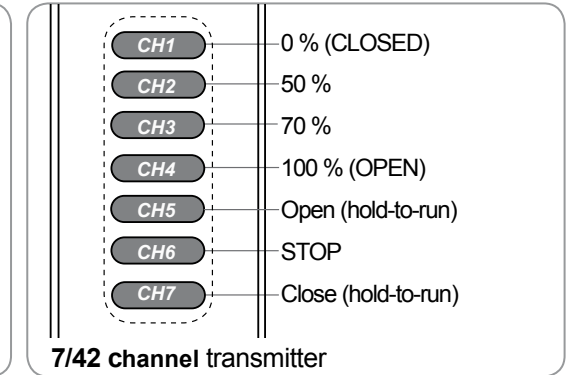 CH1 0 % (CLOSED)
CH2 50 %
CH3 70 %
CH4 100 % (OPEN)
CH5 Open (hold-to-run)
CH6 STOP
CH7 Close (hold-to-run)
7/42 channel transmitter